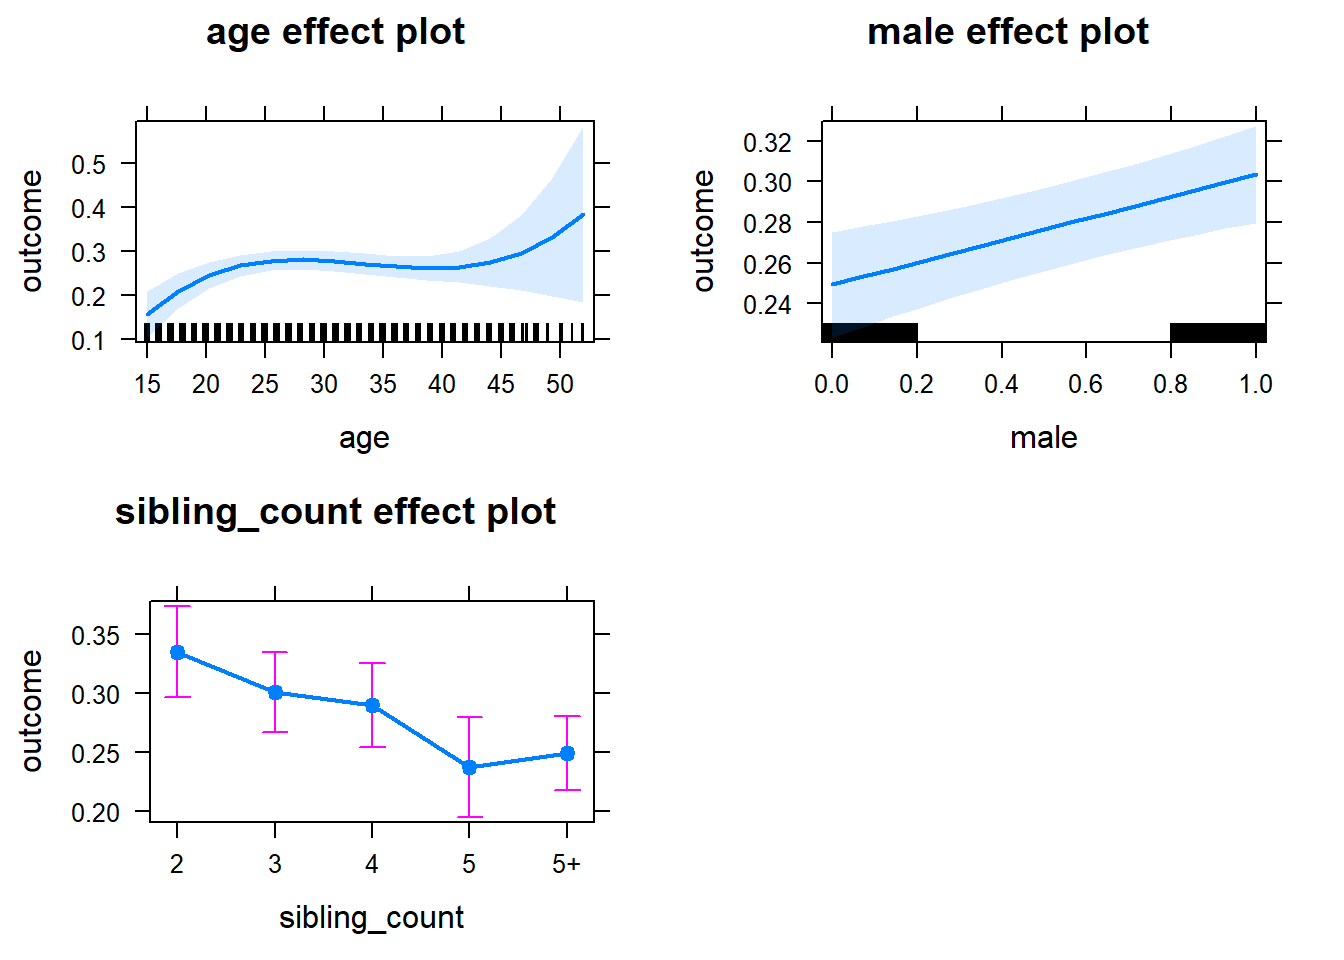 age effect plot
outcome
0.5
0.4
0.3
0.2
0.1
15 20 25 30 35 40 45 50
age
male effect plot
outcome
0.32
0.30
0.28
0.26
0.24
0.0 0.2 0.4 0.6 0.8 1.0
male
sibling_count effect plot
outcome
0.35
0.30
0.25
0.20
2 3 4 5 5+
sibling_count